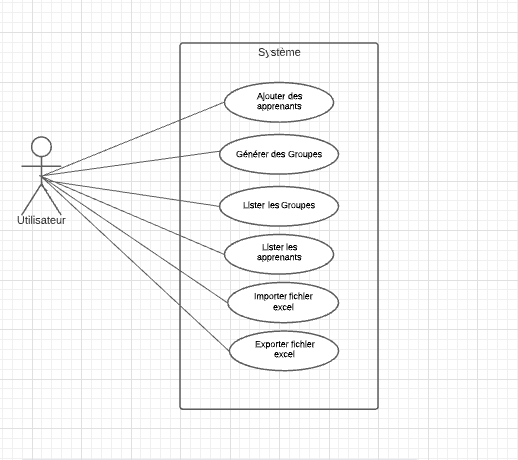 Système
Ajouter des
apprenants
Générer des Groupes
Lister les Groupes
Lister les
apprenants
Importer fichier
excel
Exporter fichier
excel
Utilisateur